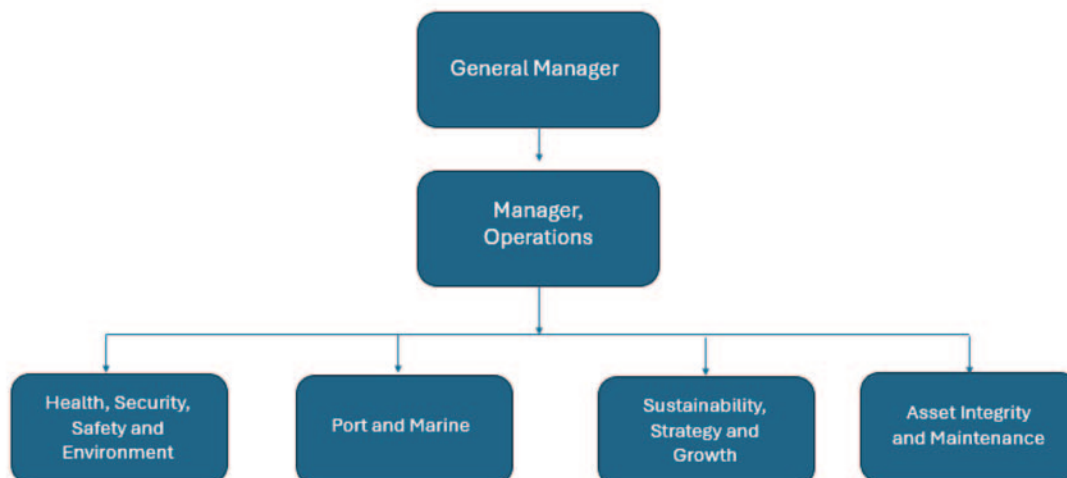 General Manager
Manager,
Operations
Health, Security,
Safety and
Environment
Port and Marine
Sustainability,
Strategy and
Growth
Asset Integrity
and Maintenance